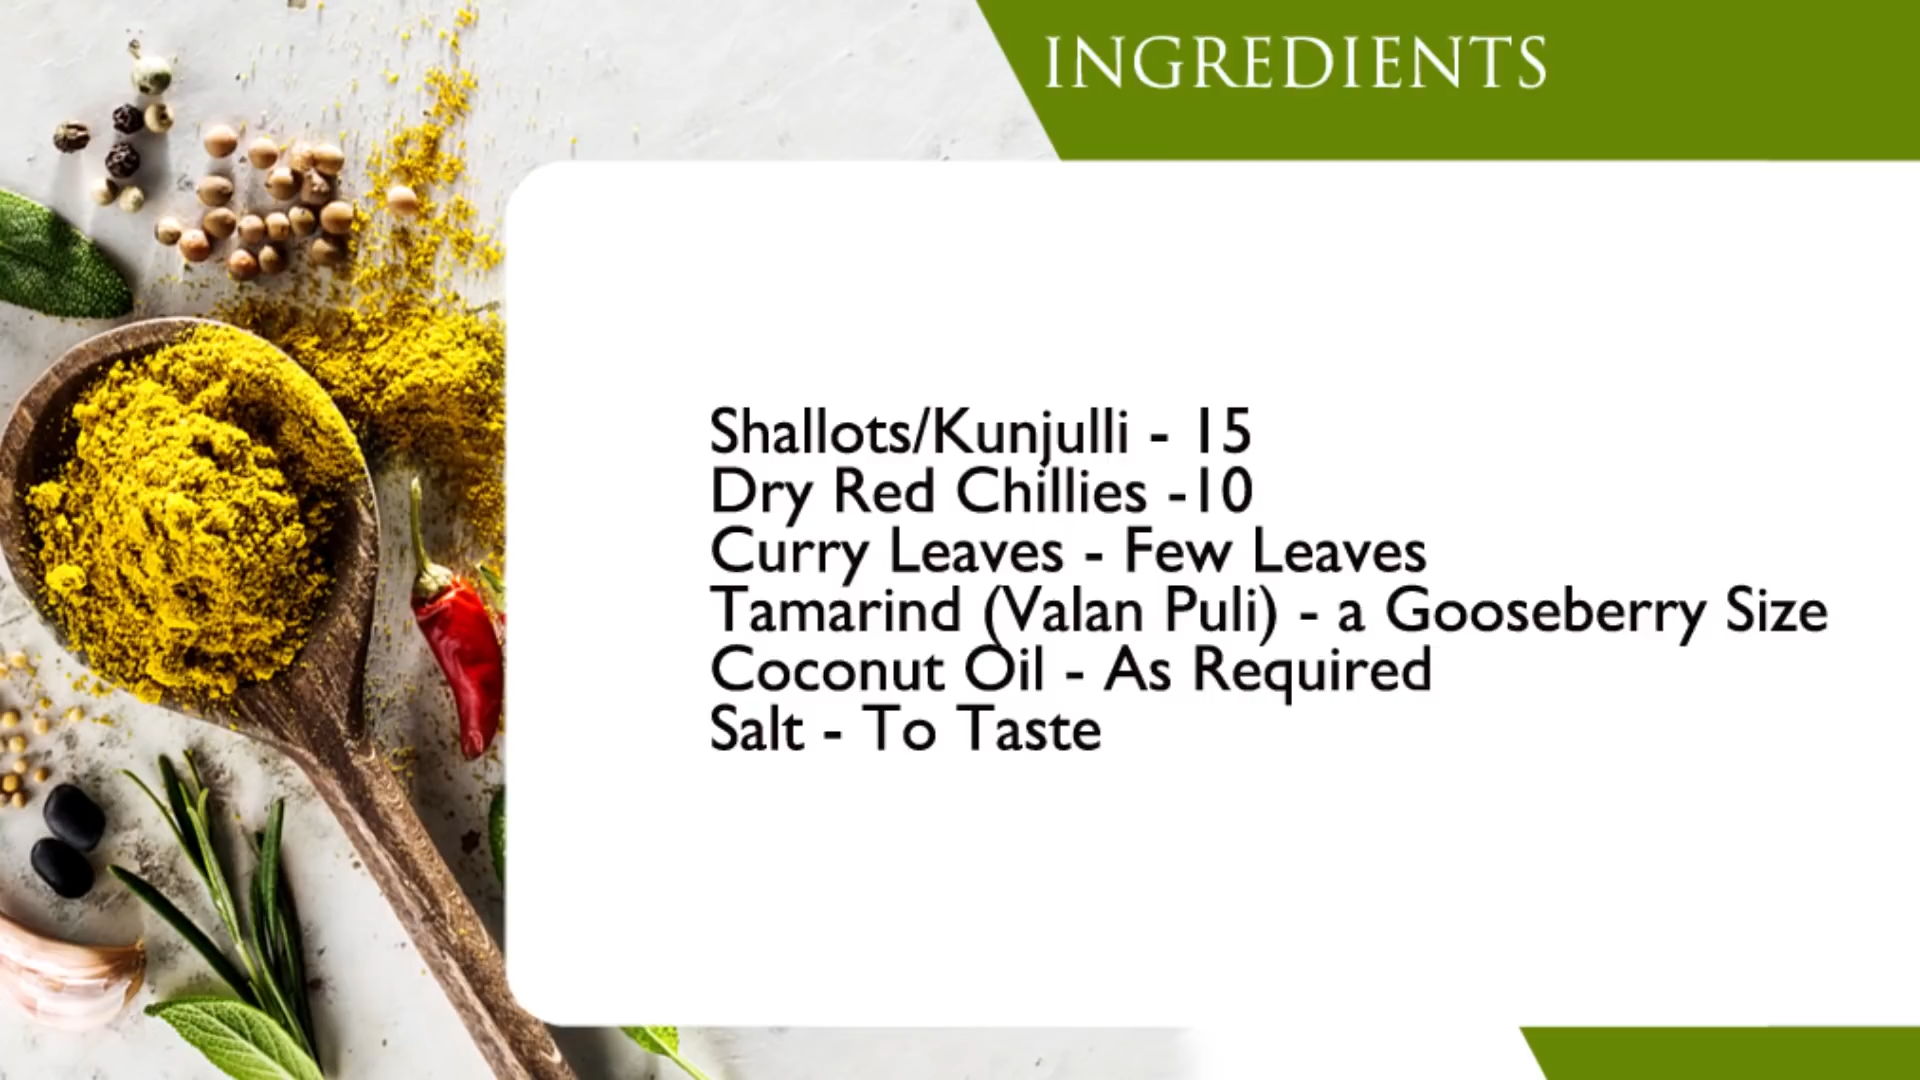 INGREDIENTS
Shallots/Kunjulli - 15
Dry Red Chillies -10
Curry Leaves - Few Leaves
Tamarind (Valan Puli) - a Gooseberry Size
Coconut Oil - As Required
Salt - To Taste